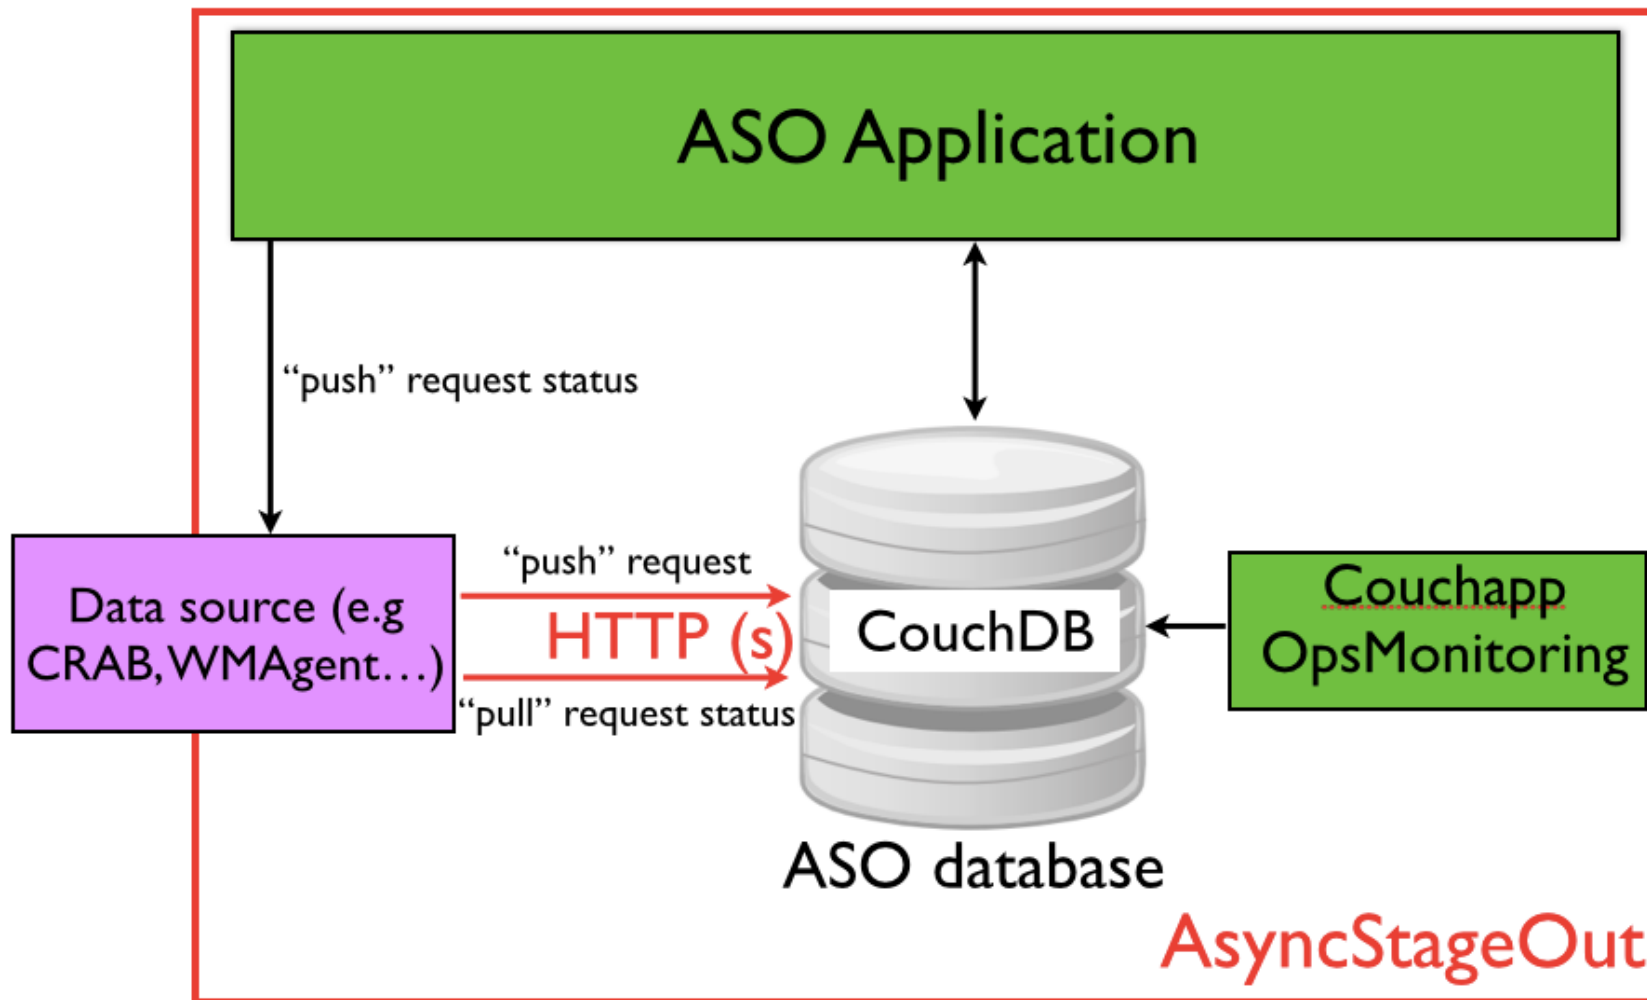 ASO Application
“push” request status
“push” request
Data source (e.g
CRAB, WMAgent...)
HTTP (s)
“pull” request status
CouchDB
Couchapp
OpsMonitoring
ASO database
AsyncStageOut